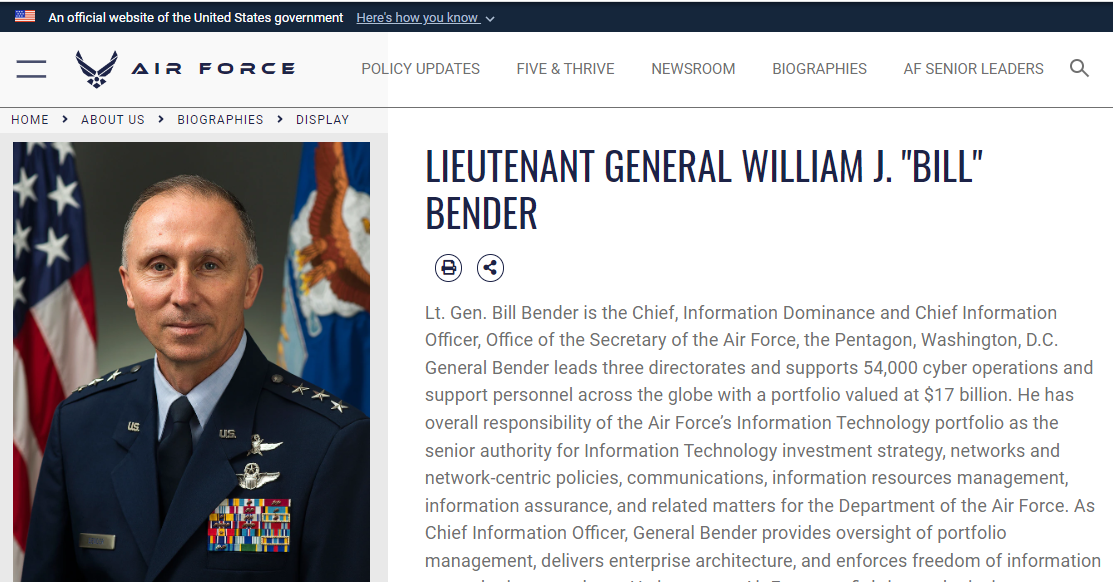 An official website of the United States government Here's how you know
AIR FORCE
POLICY UPDATES FIVE & THRIVE NEWSROOM BIOGRAPHIES AF SENIOR LEADERS
HOME > ABOUT US > BIOGRAPHIES > DISPLAY
LIEUTENANT GENERAL WILLIAM J. "BILL"
BENDER
Lt. Gen. Bill Bender is the Chief, Information Dominance and Chief Information
Officer, Office of the Secretary of the Air Force, the Pentagon, Washington, D.C.
General Bender leads three directorates and supports 54,000 cyber operations and
support personnel across the globe with a portfolio valued at $17 billion. He has
overall responsibility of the Air Force’s Information Technology portfolio as the
senior authority for Information Technology investment strategy, networks and
network-centric policies, communications, information resources management,
information assurance, and related matters for the Department of the Air Force. As
Chief Information Officer, General Bender provides oversight of portfolio
management, delivers enterprise architecture, and enforces freedom of information
U.S. U.S.